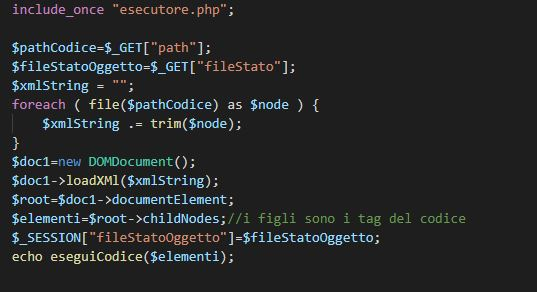 include_once "esecutore.php";
$pathCodice=$_GET["path"];
$fileStatoOggetto=$_GET["fileStato"];
$xmlString = "";
foreach ( file($pathCodice) as $node ) {
$xmlString .= trim($node);
}
$doc1=new DOMDocument();
$doc1->loadXMl($xmlString);
$root=$doc1->documentElement;
$elementi=$root->childNodes;//i figli sono i tag del codice
$_SESSION["fileStatoOggetto"]=$fileStatoOggetto;
echo eseguiCodice($elementi);